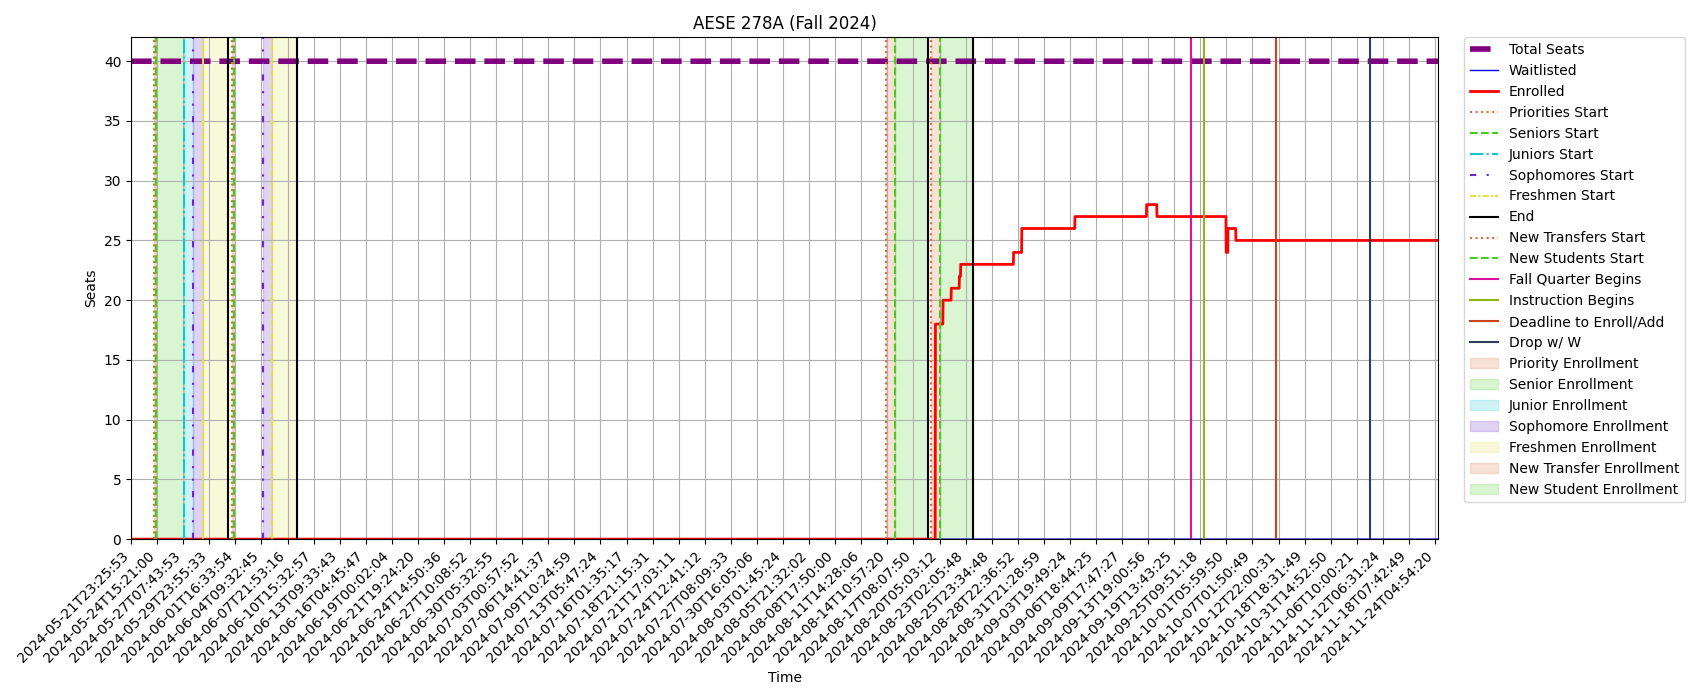 AESE 278A (Fall 2024)
Seats
40
35
30
25
20
15
10
5
0
2024-05-21T23:25:53
2024-05-24T15:21:00
2024-05-27T07:43:53
2024-05-29T23:55:33
2024-06-01T16:33:54
2024-06-04T09:32:45
2024-06-07T21:53:16
2024-06-10T15:32:57
2024-06-13T09:33:43
2024-06-16T04:45:47
2024-06-19T00:02:04
2024-06-21T19:24:20
2024-06-24T14:50:36
2024-06-27T10:08:52
2024-06-30T05:32:55
2024-07-03T00:57:52
2024-07-06T14:41:37
2024-07-09T10:24:59
2024-07-13T05:47:24
2024-07-16T01:35:17
2024-07-18T21:15:31
2024-07-21T17:03:11
2024-07-24T12:41:12
2024-07-27T08:09:33
2024-07-30T16:05:06
2024-08-03T01:45:24
2024-08-05T21:32:02
2024-08-08T17:50:00
2024-08-11T14:28:06
2024-08-14T10:57:20
2024-08-17T08:07:50
2024-08-20T05:03:12
2024-08-23T02:05:48
2024-08-25T23:34:48
2024-08-28T22:36:52
2024-08-31T21:28:59
2024-09-03T19:49:24
2024-09-06T18:44:25
2024-09-09T17:47:27
2024-09-13T19:00:56
2024-09-19T13:43:25
2024-09-25T09:51:18
2024-10-01T05:59:50
2024-10-07T01:50:49
2024-10-12T22:00:31
2024-10-18T18:31:49
2024-10-31T14:52:50
2024-11-06T10:00:21
2024-11-12T06:31:24
2024-11-18T07:42:49
2024-11-24T04:54:20
Time
Total Seats
Waitlisted
Enrolled
Priorities Start
Seniors Start
Juniors Start
Sophomores Start
Freshmen Start
End
New Transfers Start
New Students Start
Fall Quarter Begins
Instruction Begins
Deadline to Enroll/Add
Drop w/ W
Priority Enrollment
Senior Enrollment
Junior Enrollment
Sophomore Enrollment
Freshmen Enrollment
New Transfer Enrollment
New Student Enrollment